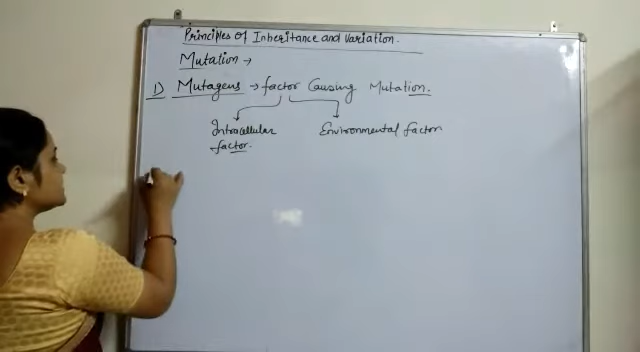 Principles of Inheritance and Variation.
Mutation →
1) Mutagens → factor Causing Mutation.
Intracellular factor.
Environmental factor